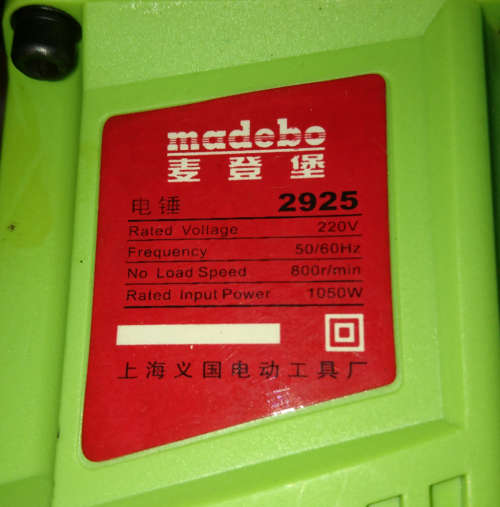 madebo
麦登堡
电锤 2925
Rated Vollage 220V
Frequency 50/60Hz
No Load Speed 800r/min
Rated Input Power 1050W
上海义国电动工具厂